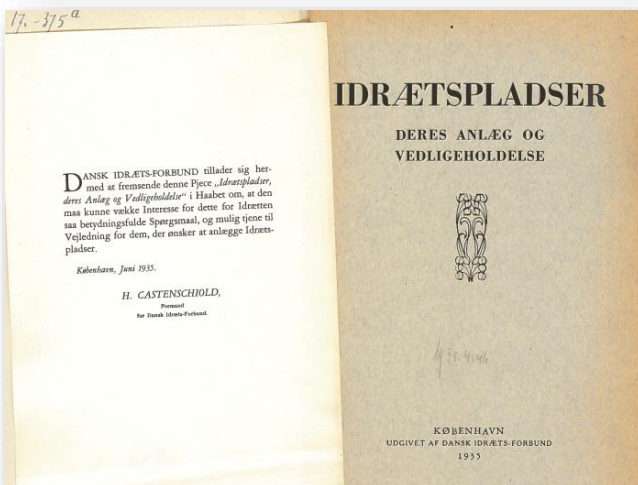 17.-375a
DANSK IDRÆTS-FORBUND tillader sig her-
med at fremsende denne Pjece „Idrætspladser,
deres Anlæg og Vedligeholdelse“ i Haabet om, at den
maa kunne vække Interesse for dette for Idrætten
saa betydningsfulde Spørgsmaal, og mulig tjene til
Vejledning for dem, der ønsker at anlægge Idræts-
pladser.
København, Juni 1935.
H. CASTENSCHIOLD,
Formand
for Dansk Idræts-Forbund.
IDRÆTSPLADSER
DERES ANLÆG OG
VEDLIGEHOLDELSE
KØBENHAVN
UDGIVET AF DANSK IDRÆTS-FORBUND
1935